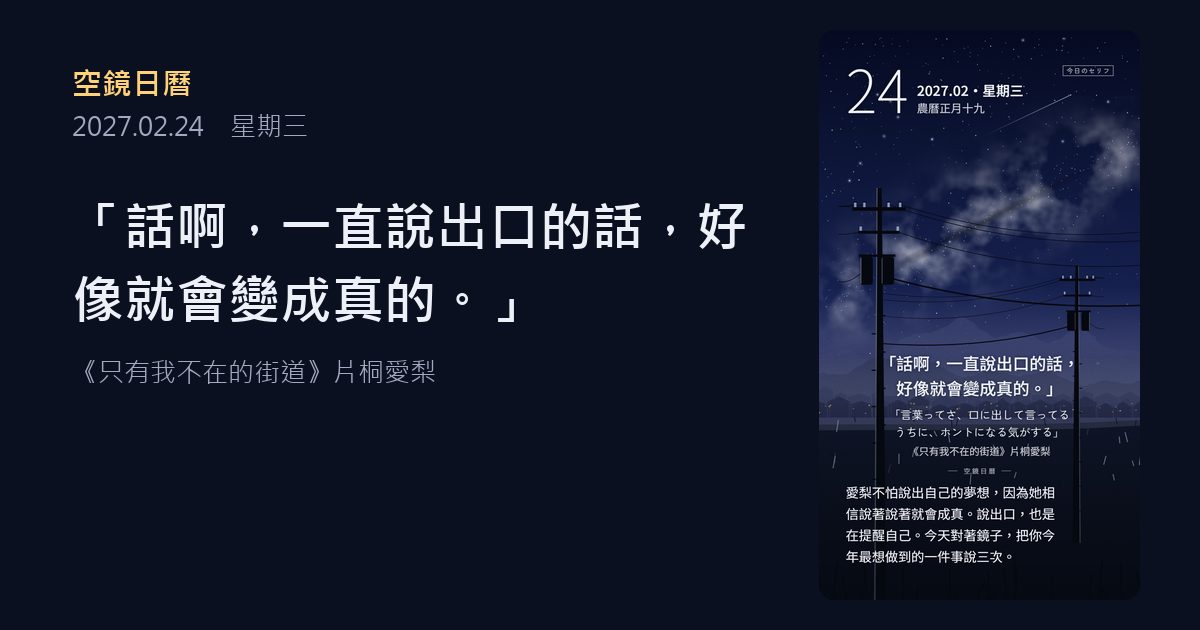 空鏡日曆
2027.02.24 星期三
「話啊，一直說出口的話，好
像就會變成真的。」
《只有我不在的街道》片桐愛梨
24
2027.02・星期三
農曆正月十九
今日のセリフ
「話啊，一直說出口的話，
好像就會變成真的。」
「言葉ってさ、口に出して言ってる
うちに、ホントになる気がする」
《只有我不在的街道》片桐愛梨
— 空鏡日曆 —
愛梨不怕說出自己的夢想，因為她相
信說著說著就會成真。說出口，也是
在提醒自己。今天對著鏡子，把你今
年最想做到的一件事說三次。